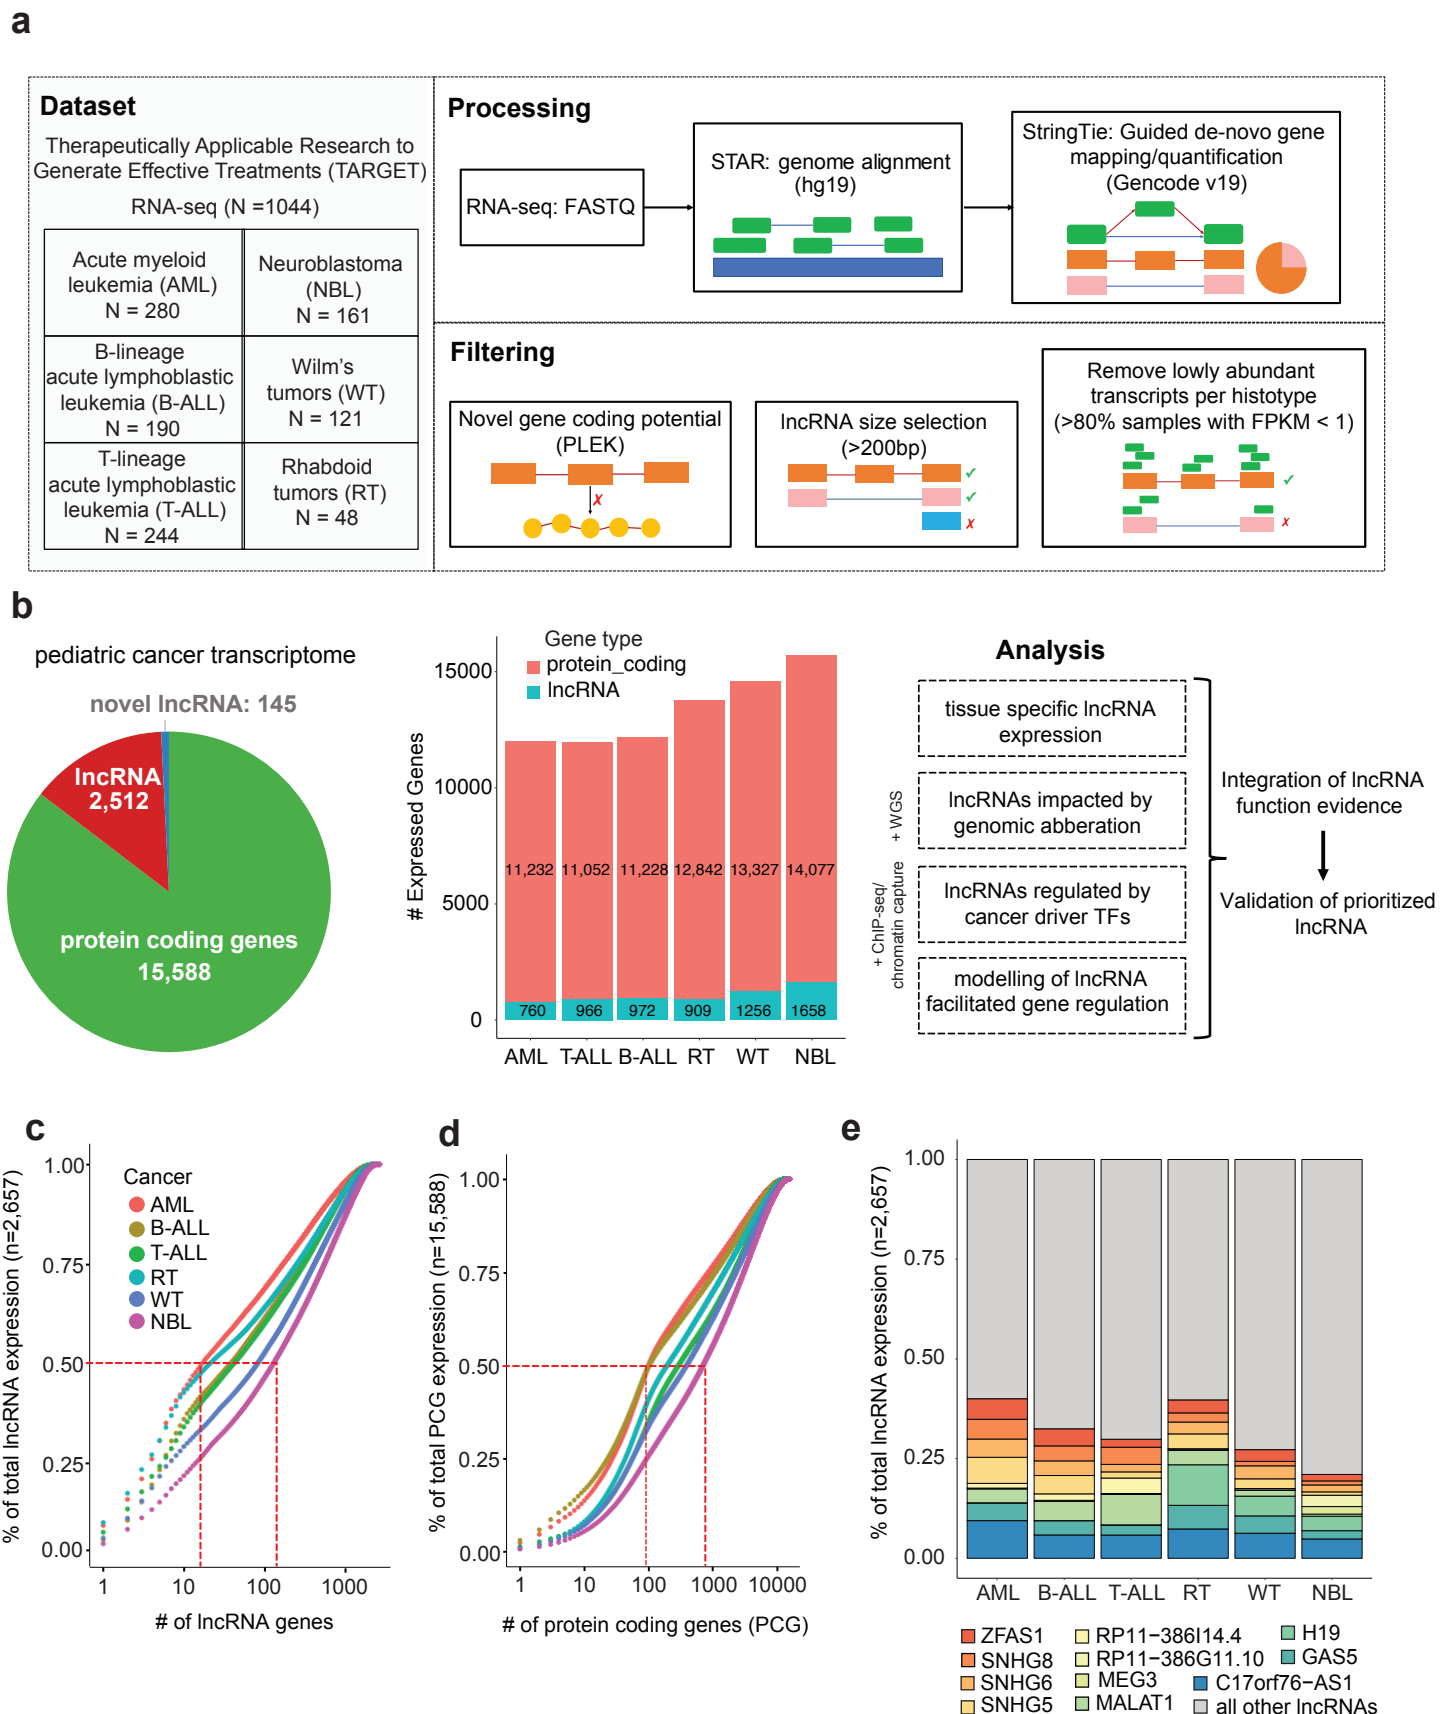 a
Dataset
Therapeutically Applicable Research to
Generate Effective Treatments (TARGET)
RNA-seq (N =1044)
Acute myeloid
leukemia (AML)
N = 280
Neuroblastoma
(NBL)
N = 161
B-lineage
acute lymphoblastic
leukemia (B-ALL)
N = 190
Wilm's
tumors (WT)
N = 121
T-lineage
acute lymphoblastic
leukemia (T-ALL)
N = 244
Rhabdoid
tumors (RT)
N = 48
Processing
RNA-seq: FASTQ
STAR: genome alignment
(hg19)
StringTie: Guided de-novo gene
mapping/quantification
(Gencode v19)
Filtering
Novel gene coding potential
(PLEK)
✗
lncRNA size selection
(>200bp)
✓
✓
✗
Remove lowly abundant
transcripts per histotype
(>80% samples with FPKM < 1)
✓
✗
b
pediatric cancer transcriptome
novel lncRNA: 145
lncRNA
2,512
protein coding genes
15,588
# Expressed Genes
15000
10000
5000
0
Gene type
protein_coding
lncRNA
11,232 11,052 11,228 12,842 13,327 14,077
760 966 972 909 1256 1658
AML T-ALL B-ALL RT WT NBL
Analysis
tissue specific lncRNA
expression
+ WGS
lncRNAs impacted by
genomic abberation
+ ChIP-seq/
chromatin capture
lncRNAs regulated by
cancer driver TFs
modelling of lncRNA
facilitated gene regulation
Integration of lncRNA
function evidence
Validation of prioritized
lncRNA
c
% of total lncRNA expression (n=2,657)
1.00
0.75
0.50
0.25
0.00
Cancer
AML
B-ALL
T-ALL
RT
WT
NBL
1 10 100 1000
# of lncRNA genes
d
% of total PCG expression (n=15,588)
1.00
0.75
0.50
0.25
0.00
1 10 100 1000 10000
# of protein coding genes (PCG)
e
% of total lncRNA expression (n=2,657)
1.00
0.75
0.50
0.25
0.00
AML B-ALL T-ALL RT WT NBL
ZFAS1
SNHG8
SNHG6
SNHG5
RP11−386I14.4
RP11−386G11.10
MEG3
MALAT1
H19
GAS5
C17orf76−AS1
all other lncRNAs